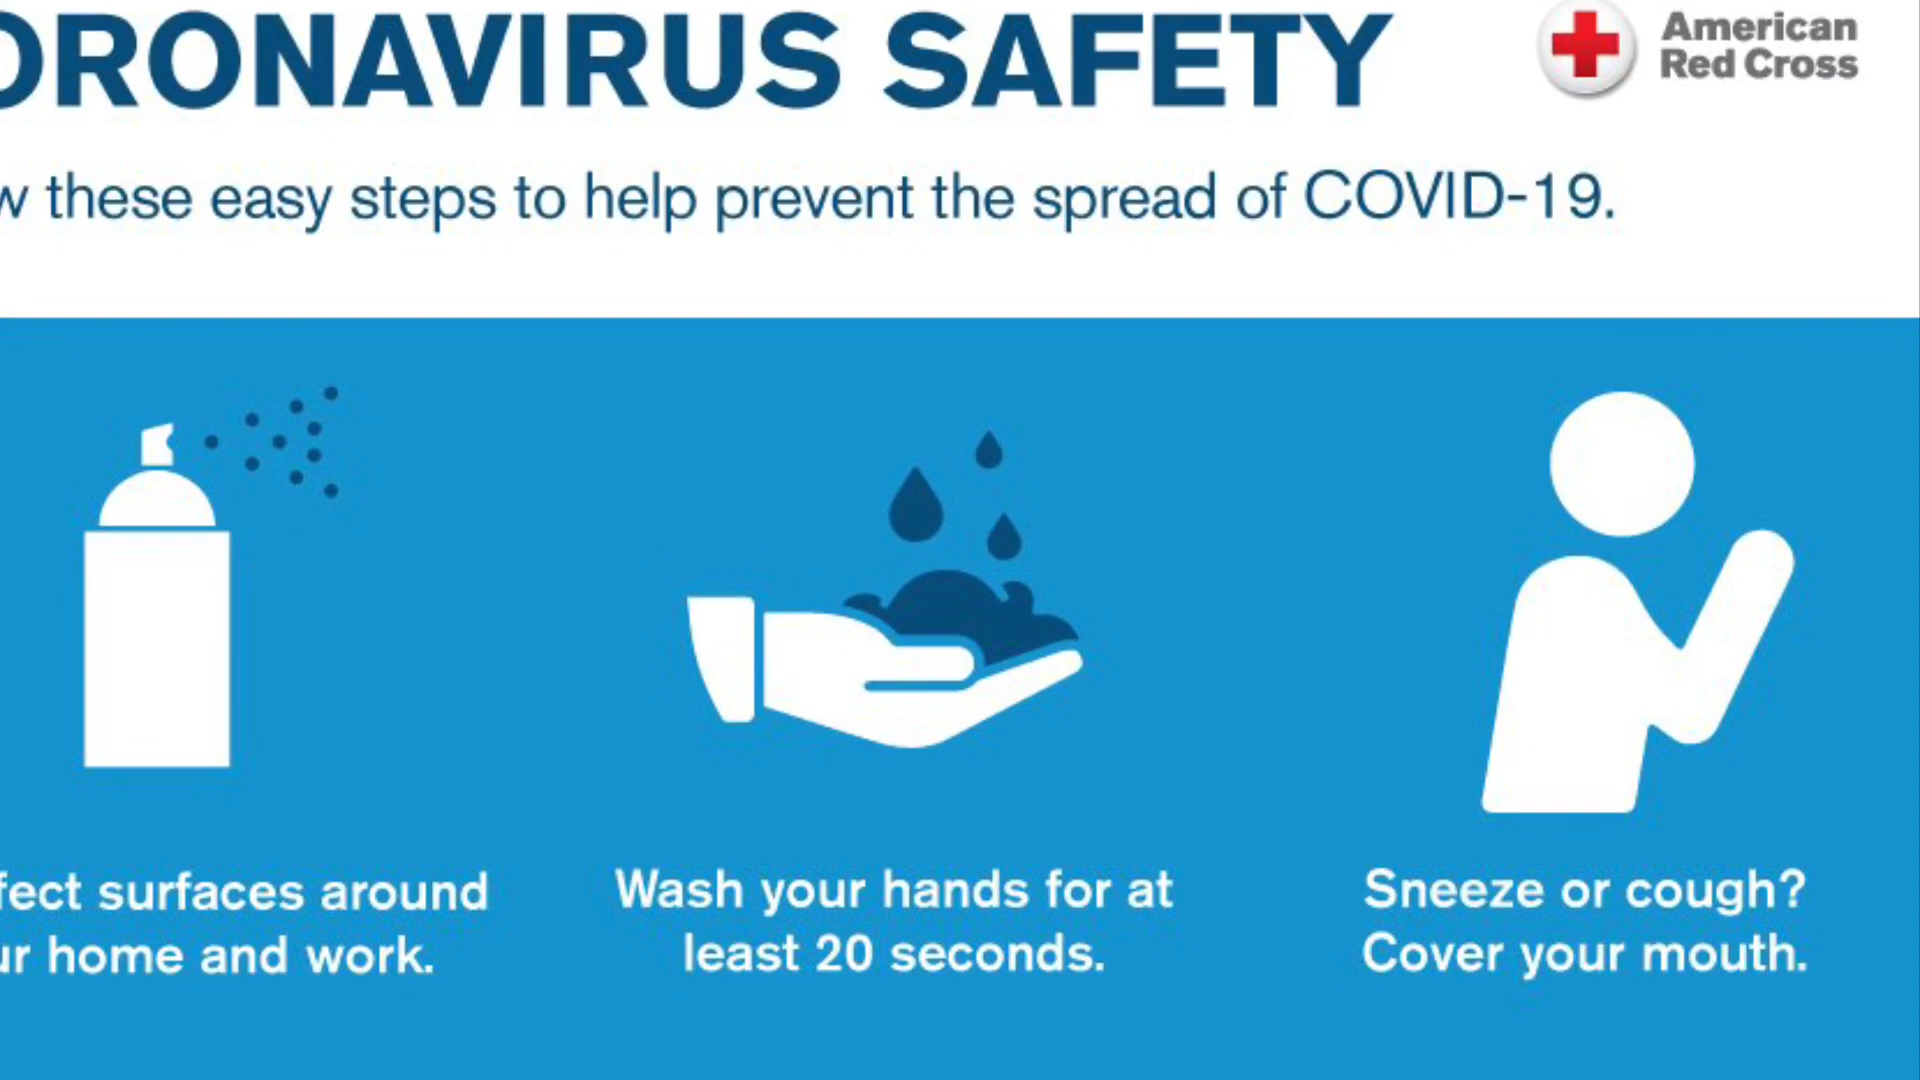 ORONAVIRUS SAFETY
American
Red Cross
w these easy steps to help prevent the spread of COVID-19.
fect surfaces around
ur home and work.
Wash your hands for at
least 20 seconds.
Sneeze or cough?
Cover your mouth.